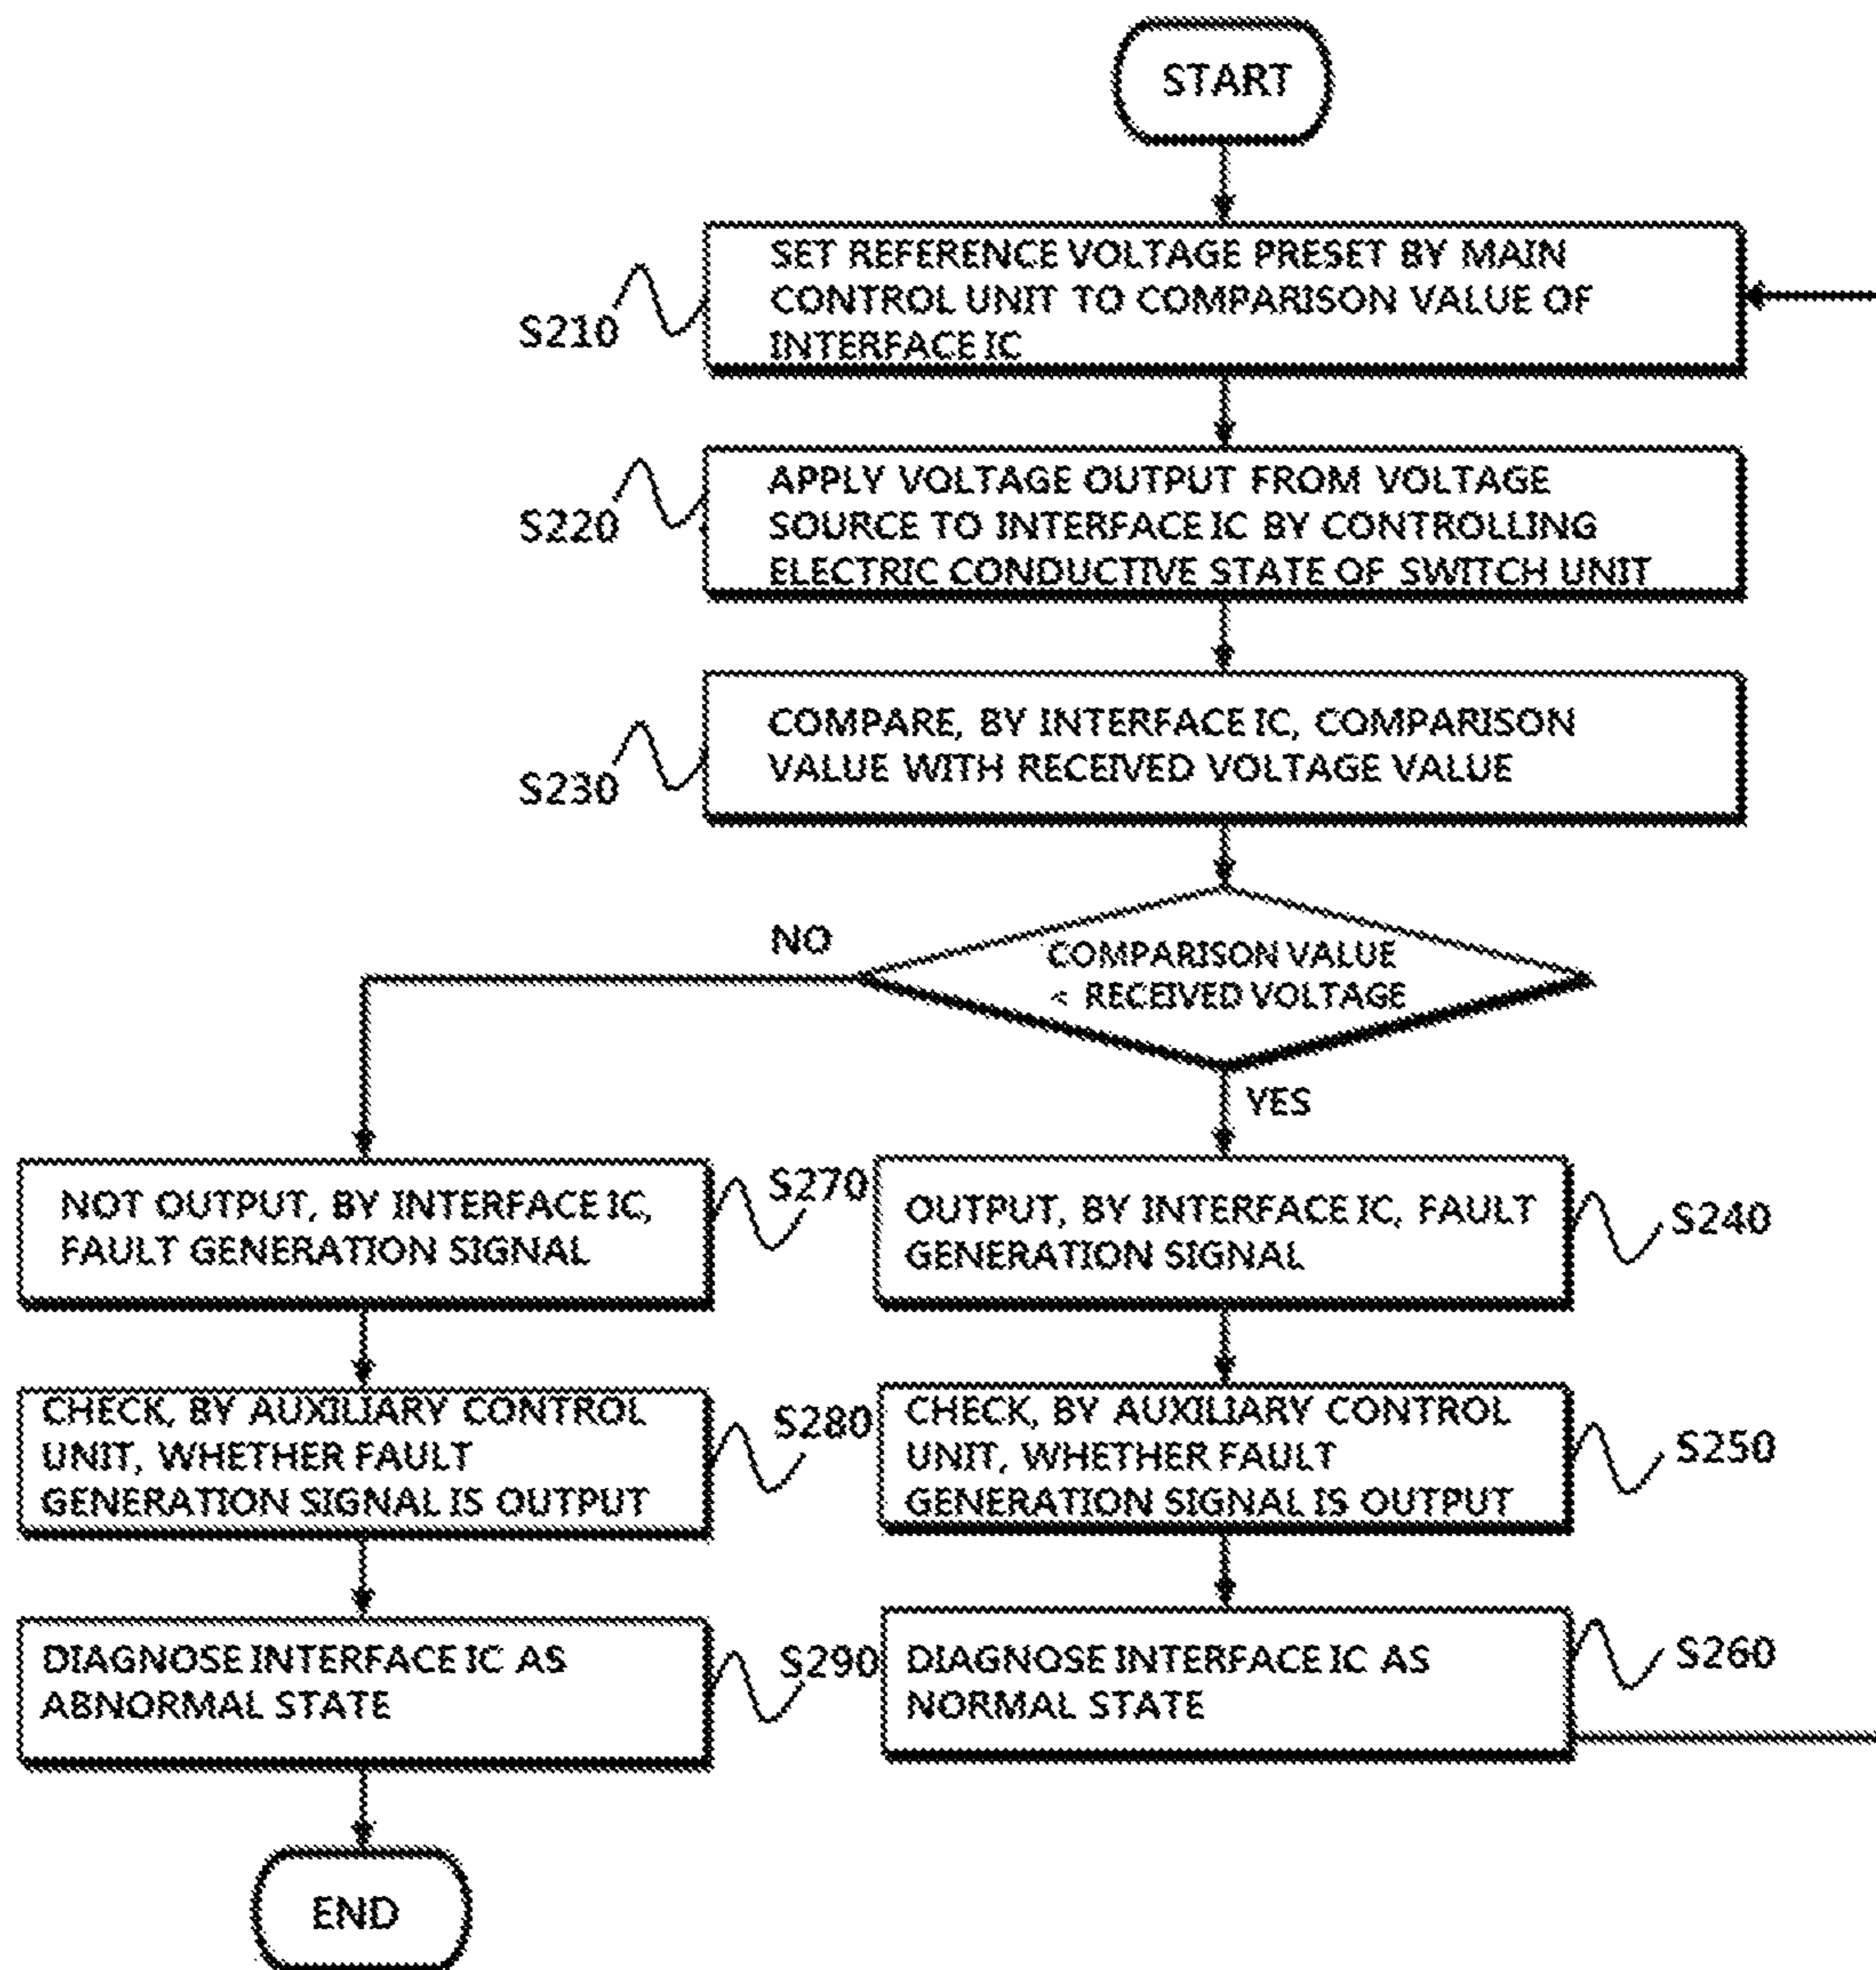 START
SET REFERENCE VOLTAGE PRESET BY MAIN
CONTROL UNIT TO COMPARISON VALUE OF
INTERFACE IC
S210
APPLY VOLTAGE OUTPUT FROM VOLTAGE
SOURCE TO INTERFACE IC BY CONTROLLING
ELECTRIC CONDUCTIVE STATE OF SWITCH UNIT
S220
COMPARE, BY INTERFACE IC, COMPARISON
VALUE WITH RECEIVED VOLTAGE VALUE
S230
COMPARISON VALUE
< RECEIVED VOLTAGE
NO
YES
NOT OUTPUT, BY INTERFACE IC,
FAULT GENERATION SIGNAL
S270
OUTPUT, BY INTERFACE IC, FAULT
GENERATION SIGNAL
S240
CHECK, BY AUXILIARY CONTROL
UNIT, WHETHER FAULT
GENERATION SIGNAL IS OUTPUT
S280
CHECK, BY AUXILIARY CONTROL
UNIT, WHETHER FAULT
GENERATION SIGNAL IS OUTPUT
S250
DIAGNOSE INTERFACE IC AS
ABNORMAL STATE
S290
DIAGNOSE INTERFACE IC AS
NORMAL STATE
S260
END